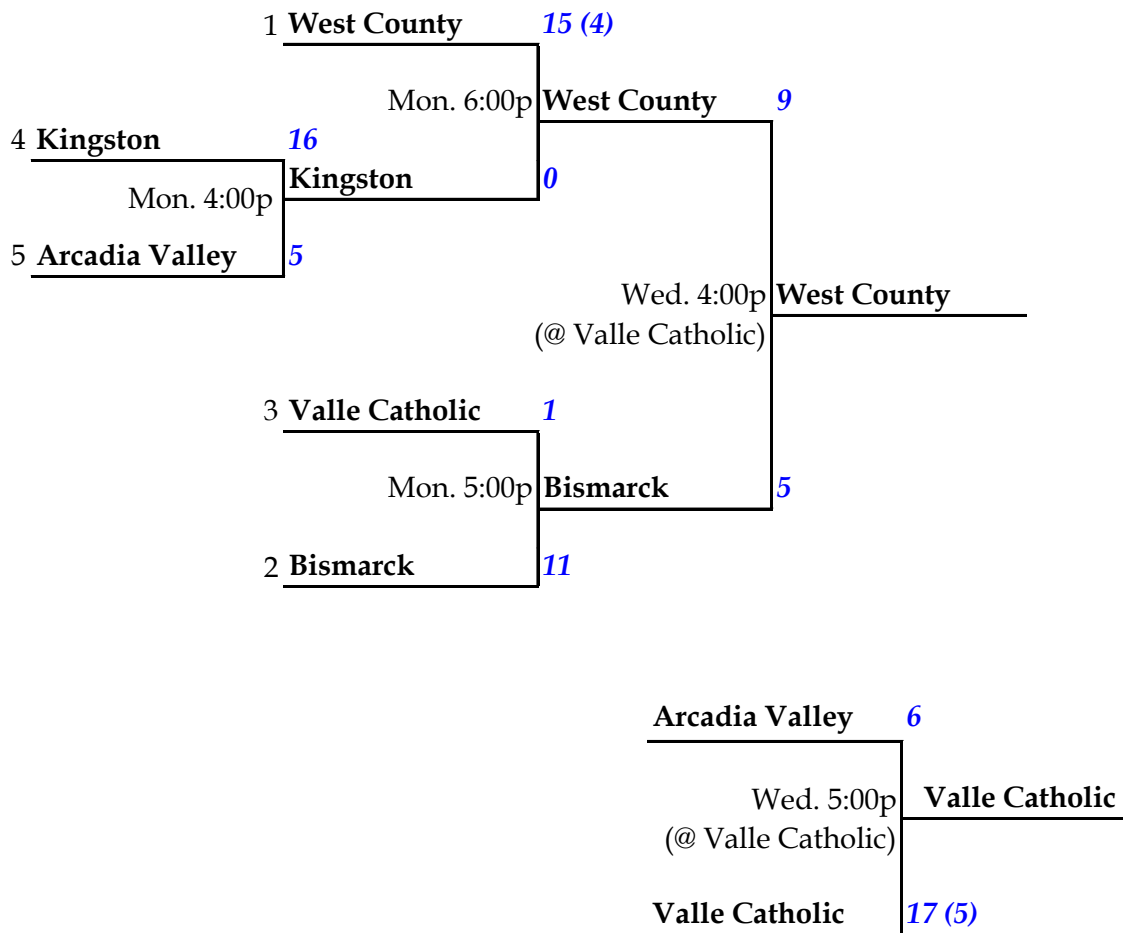 1 West County 15 (4)
Mon. 6:00p West County 9
4 Kingston 16
Kingston 0
Mon. 4:00p
5 Arcadia Valley 5
Wed. 4:00p West County
(@ Valle Catholic)
3 Valle Catholic 1
Mon. 5:00p Bismarck 5
2 Bismarck 11
Arcadia Valley 6
Wed. 5:00p Valle Catholic
(@ Valle Catholic)
Valle Catholic 17 (5)